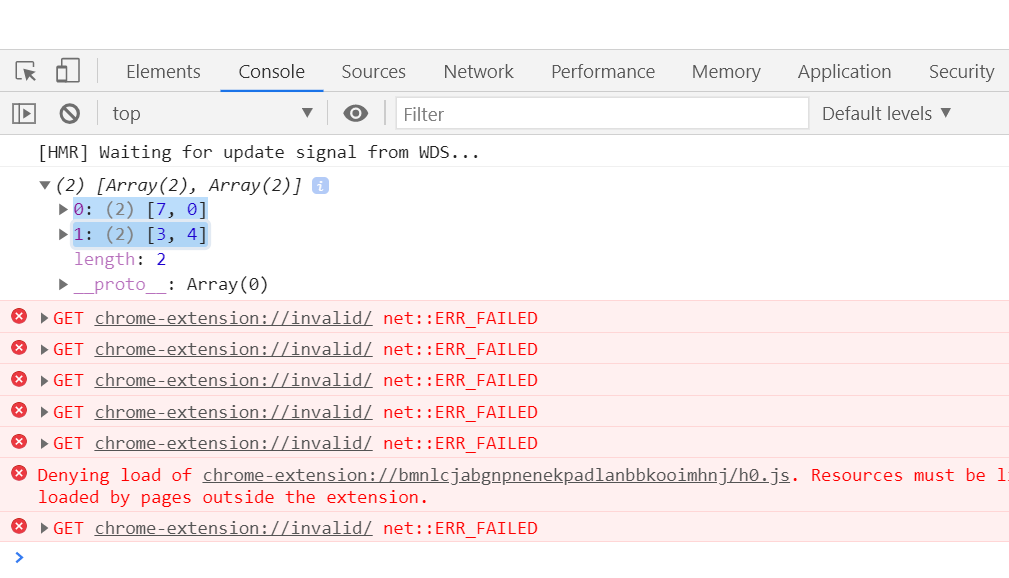 Elements Console Sources Network Performance Memory Application Security
top Filter Default levels
[HMR] Waiting for update signal from WDS...
(2) [Array(2), Array(2)] i
0: (2) [7, 0]
1: (2) [3, 4]
length: 2
__proto__: Array(0)
GET chrome-extension://invalid/ net::ERR_FAILED
GET chrome-extension://invalid/ net::ERR_FAILED
GET chrome-extension://invalid/ net::ERR_FAILED
GET chrome-extension://invalid/ net::ERR_FAILED
GET chrome-extension://invalid/ net::ERR_FAILED
Denying load of chrome-extension://bmnlcjabgnpnenekpadlanbbkooimhnj/h0.js. Resources must be
loaded by pages outside the extension.
GET chrome-extension://invalid/ net::ERR_FAILED